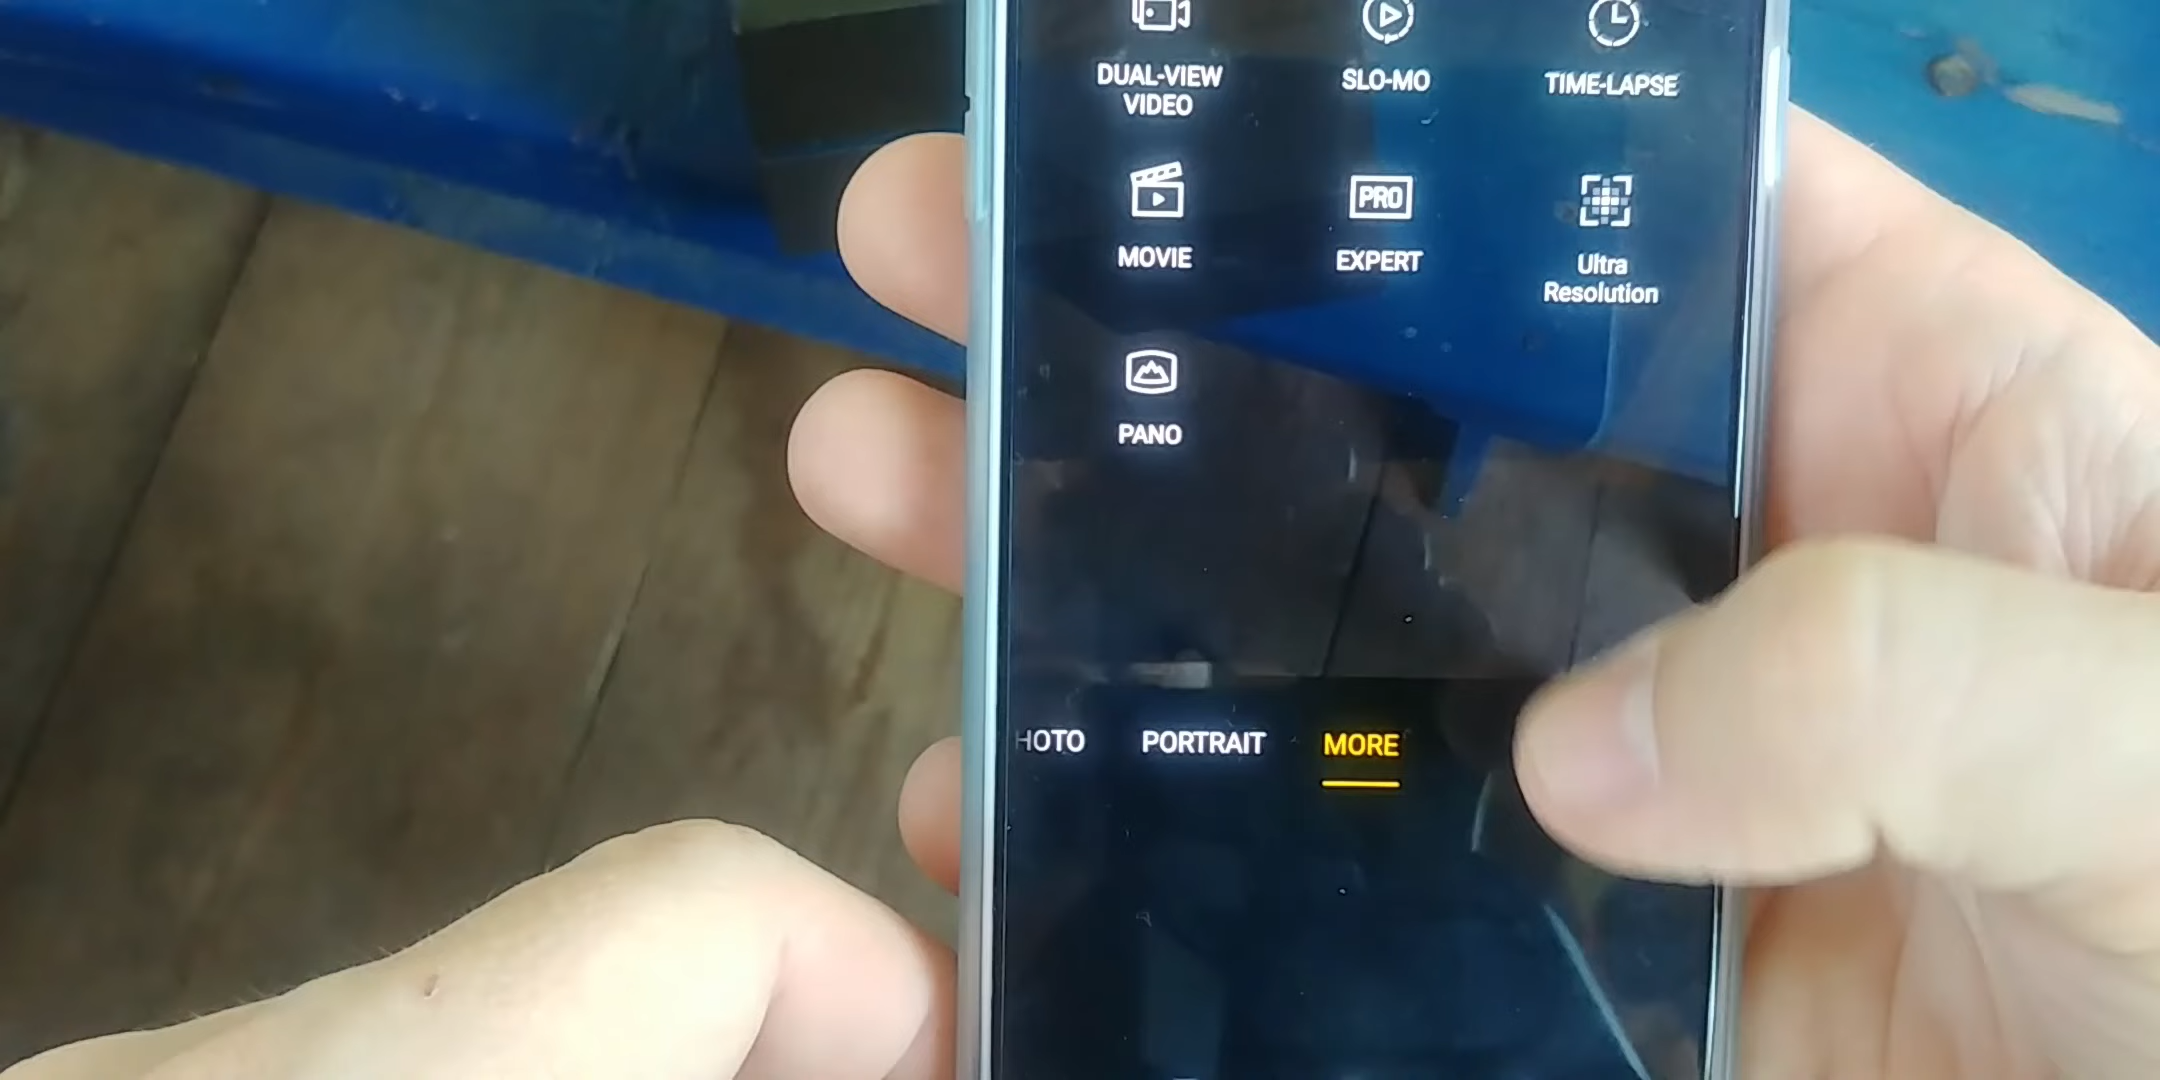 DUAL-VIEW
VIDEO
SLO-MO
TIME-LAPSE
MOVIE
PRO
EXPERT
Ultra
Resolution
PANO
HOTO
PORTRAIT
MORE